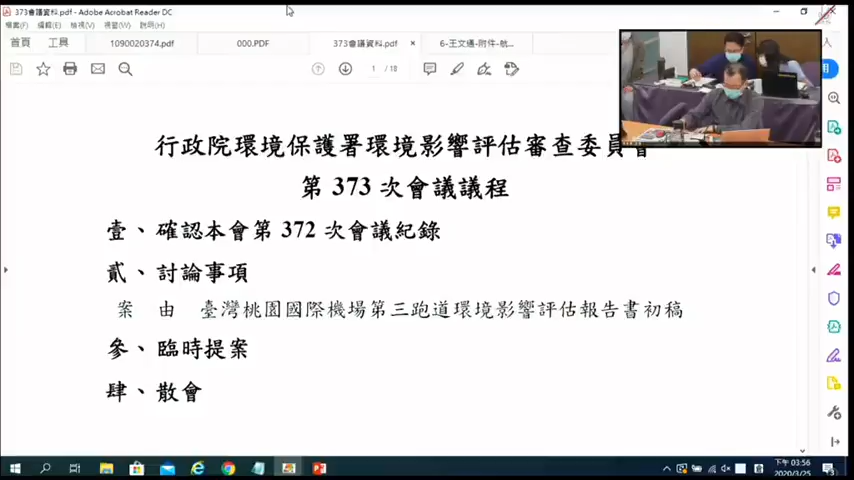 373會議資料.pdf - Adobe Acrobat Reader DC
檔案(F) 編輯(E) 檢視(V) 視窗(W) 說明(H)
首頁 工具 1090020374.pdf 000.PDF 373會議資料.pdf × 6-王文通-附件-航...
1 / 18
行政院環境保護署環境影響評估審查委員會
第 373 次會議議程
壹、確認本會第 372 次會議紀錄
貳、討論事項
案 由 臺灣桃園國際機場第三跑道環境影響評估報告書初稿
參、臨時提案
肆、散會
下午 03:56
2020/3/25